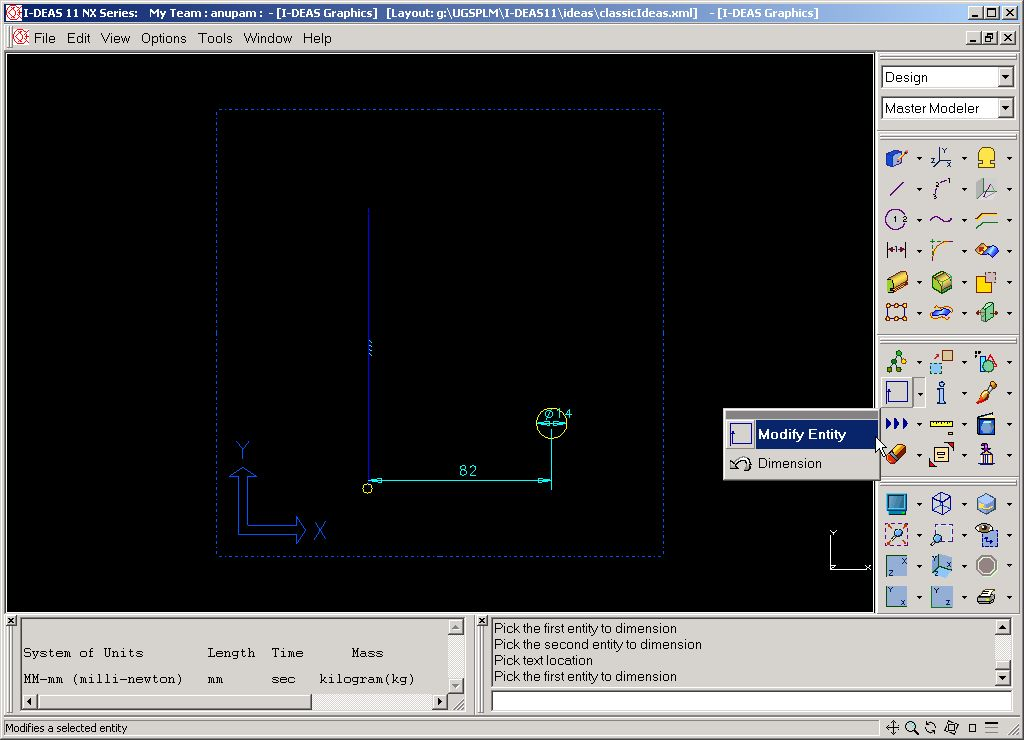 I-DEAS 11 NX Series:   My Team : anupam :  - [I-DEAS Graphics]  [Layout: g:\UGSPLM\I-DEAS11\ideas\classicIdeas.xml]   - [I-DEAS Graphics]
File Edit View Options Tools Window Help
Design
Master Modeler
Ø14
82
Y
X
Modify Entity
Dimension
Y
Z X
System of Units Length Time Mass
MM-mm (milli-newton) mm sec kilogram(kg)
Pick the first entity to dimension
Pick the second entity to dimension
Pick text location
Pick the first entity to dimension
Modifies a selected entity